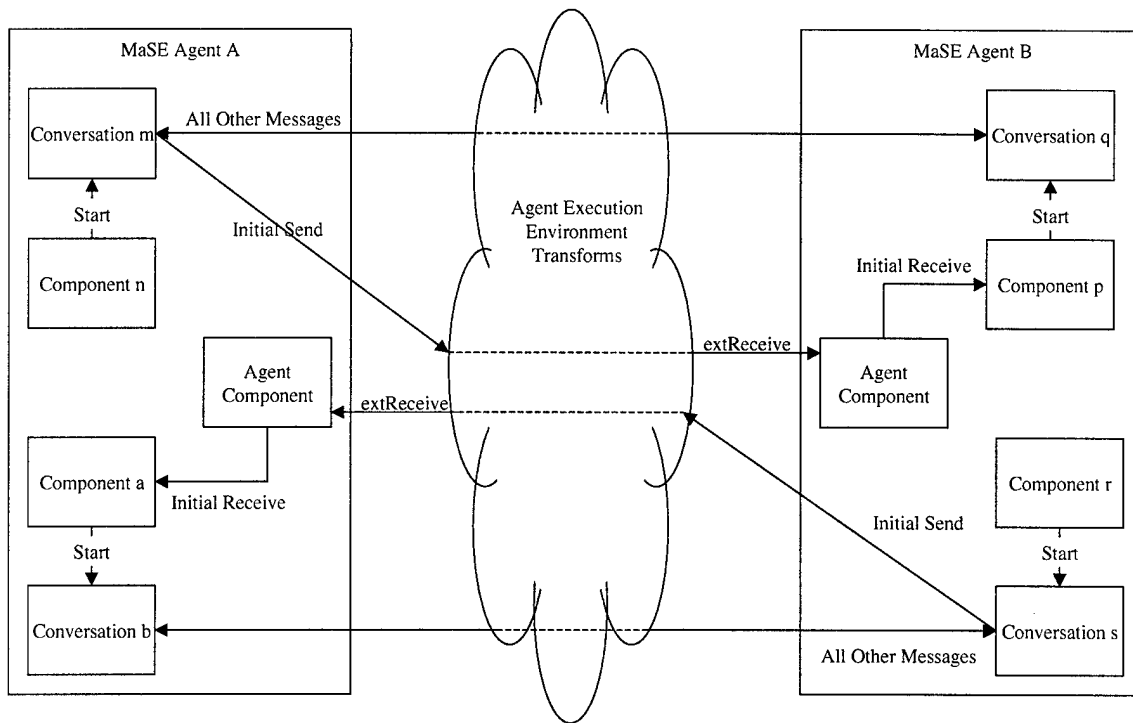 MaSE Agent A
MaSE Agent B
Conversation m
All Other Messages
Conversation q
Start
Initial Send
Agent Execution
Environment
Transforms
Start
Component n
Initial Receive
Component p
Agent
Component
extReceive
extReceive
Agent
Component
Component a
Initial Receive
Component r
Initial Send
Start
Start
Conversation b
Conversation s
All Other Messages